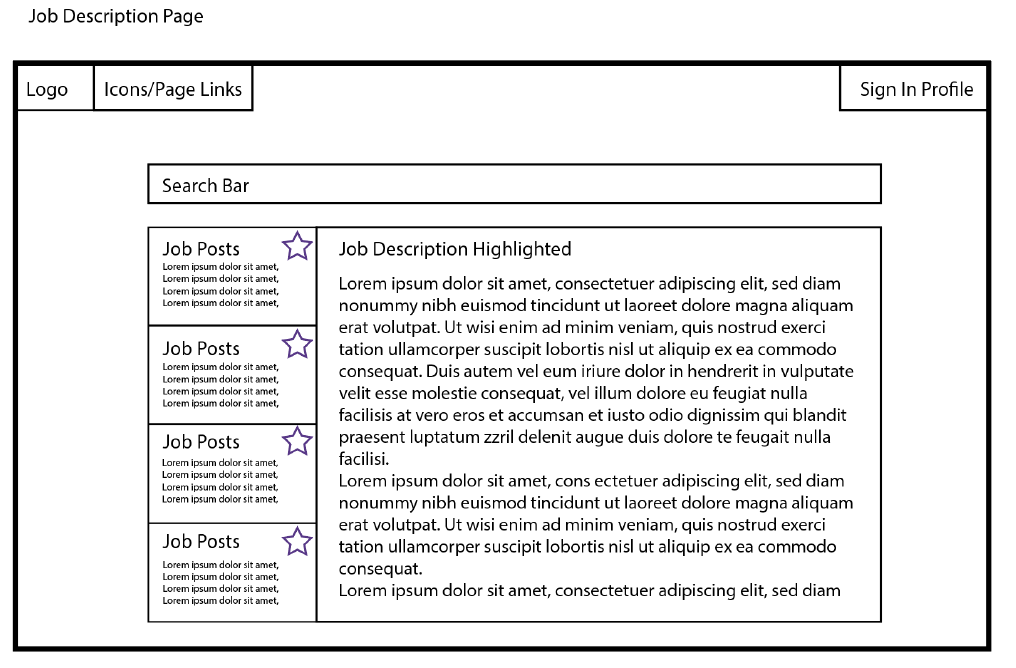 Job Description Page
Logo
Icons/Page Links
Sign In Profile
Search Bar
Job Posts
Lorem ipsum dolor sit amet,
Lorem ipsum dolor sit amet,
Lorem ipsum dolor sit amet,
Lorem ipsum dolor sit amet,
Job Posts
Lorem ipsum dolor sit amet,
Lorem ipsum dolor sit amet,
Lorem ipsum dolor sit amet,
Lorem ipsum dolor sit amet,
Job Posts
Lorem ipsum dolor sit amet,
Lorem ipsum dolor sit amet,
Lorem ipsum dolor sit amet,
Lorem ipsum dolor sit amet,
Job Posts
Lorem ipsum dolor sit amet,
Lorem ipsum dolor sit amet,
Lorem ipsum dolor sit amet,
Lorem ipsum dolor sit amet,
Job Description Highlighted
Lorem ipsum dolor sit amet, consectetuer adipiscing elit, sed diam
nonummy nibh euismod tincidunt ut laoreet dolore magna aliquam
erat volutpat. Ut wisi enim ad minim veniam, quis nostrud exerci
tation ullamcorper suscipit lobortis nisl ut aliquip ex ea commodo
consequat. Duis autem vel eum iriure dolor in hendrerit in vulputate
velit esse molestie consequat, vel illum dolore eu feugiat nulla
facilisis at vero eros et accumsan et iusto odio dignissim qui blandit
praesent luptatum zzril delenit augue duis dolore te feugait nulla
facilisi.
Lorem ipsum dolor sit amet, cons ectetuer adipiscing elit, sed diam
nonummy nibh euismod tincidunt ut laoreet dolore magna aliquam
erat volutpat. Ut wisi enim ad minim veniam, quis nostrud exerci
tation ullamcorper suscipit lobortis nisl ut aliquip ex ea commodo
consequat.
Lorem ipsum dolor sit amet, consectetuer adipiscing elit, sed diam